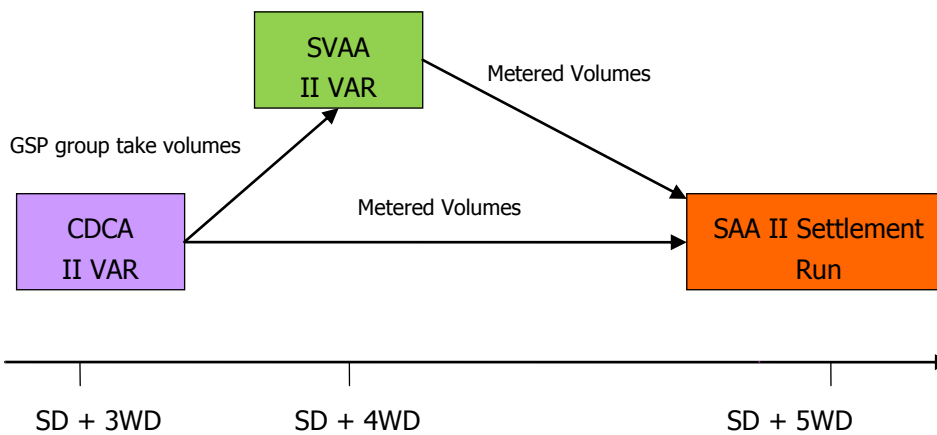 SVAA
II VAR
Metered Volumes
GSP group take volumes
Metered Volumes
CDCA
II VAR
SAA II Settlement
Run
SD + 3WD
SD + 4WD
SD + 5WD